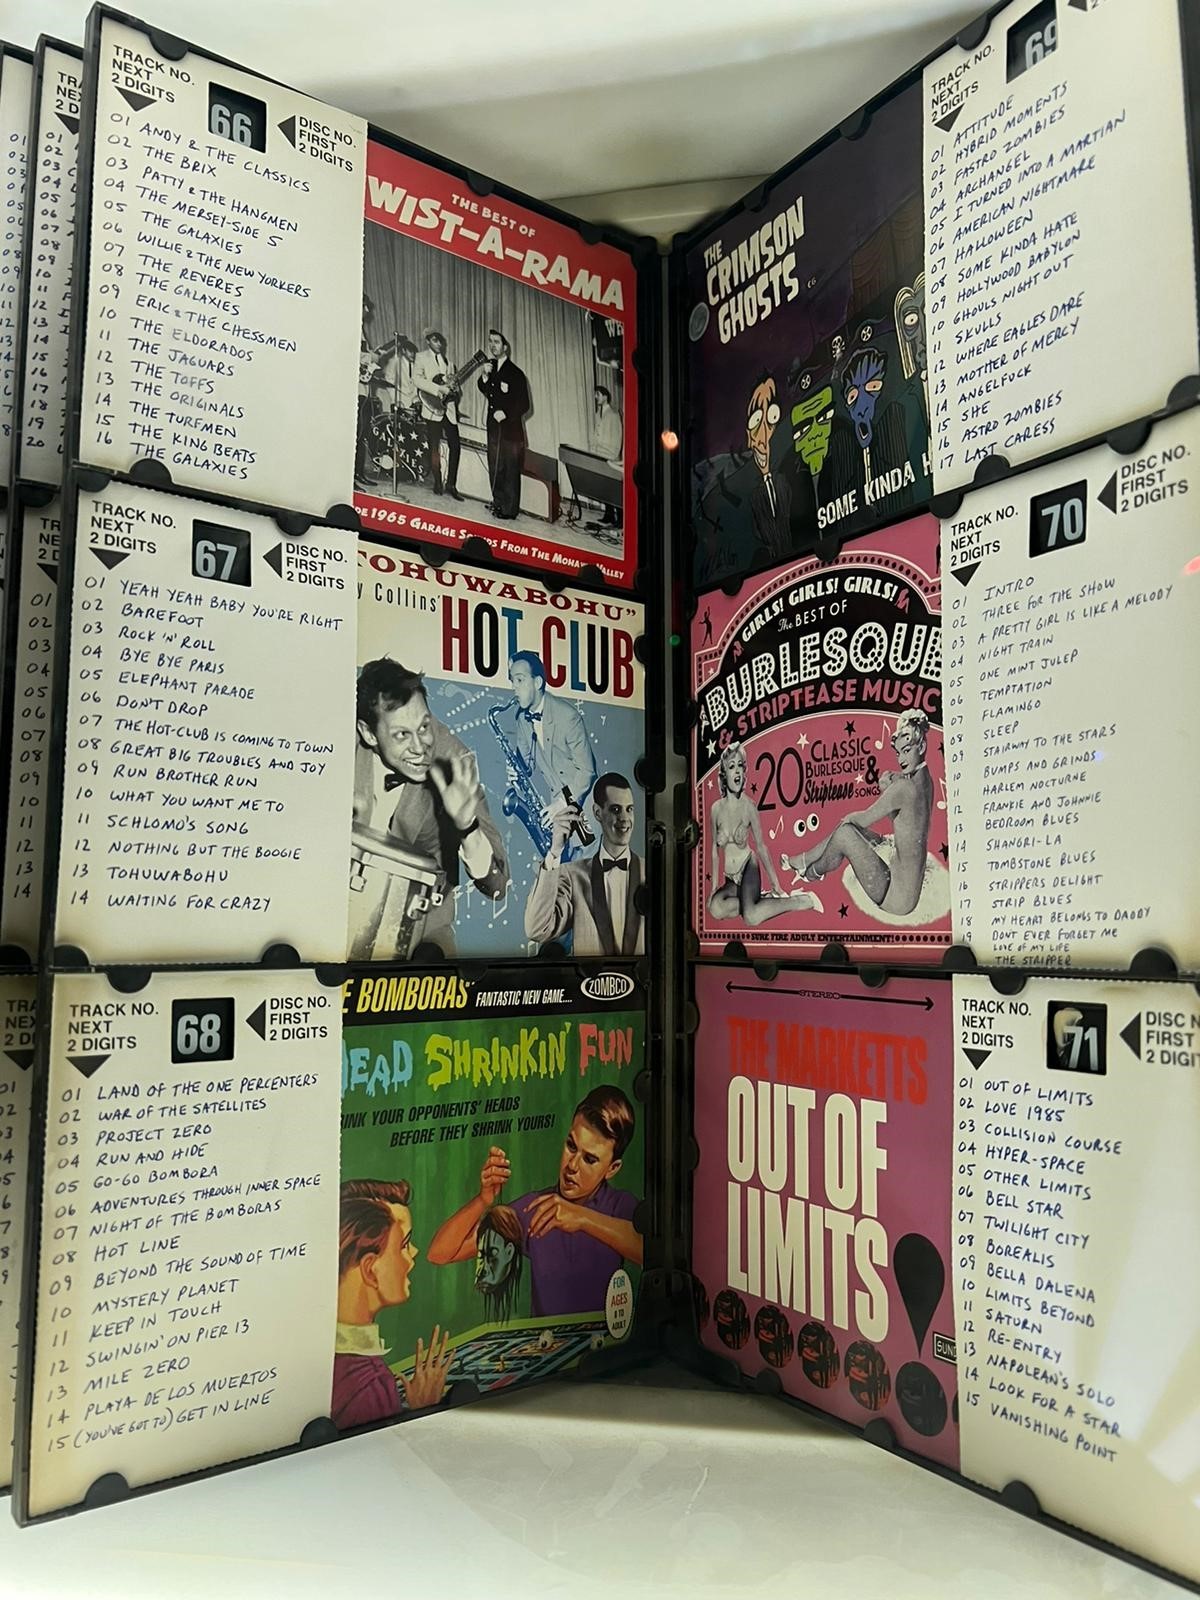 TRACK NO.
NEXT
2 DIGITS
66
DISC NO.
FIRST
2 DIGITS
01 ANDY & THE CLASSICS
02 THE BRIX
03 PATTY & THE HANGMEN
04 THE MERSEY-SIDE 5
05 THE GALAXIES
06 WILLIE & THE NEW YORKERS
07 THE REVERES
08 THE GALAXIES
09 ERIC & THE CHESSMEN
10 THE ELDORADOS
11 THE JAGUARS
12 THE TOFFS
13 THE ORIGINALS
14 THE TURFMEN
15 THE KING BEATS
16 THE GALAXIES
THE BEST OF
WIST-A-RAMA
GALAXIES
1965 GARAGE SOUNDS FROM THE MOHAWK VALLEY
TRACK NO.
NEXT
2 DIGITS
67
DISC NO.
FIRST
2 DIGITS
01 YEAH YEAH BABY YOU'RE RIGHT
02 BAREFOOT
03 ROCK 'N' ROLL
04 BYE BYE PARIS
05 ELEPHANT PARADE
06 DON'T DROP
07 THE HOT-CLUB IS COMING TO TOWN
08 GREAT BIG TROUBLES AND JOY
09 RUN BROTHER RUN
10 WHAT YOU WANT ME TO
11 SCHLOMO'S SONG
12 NOTHING BUT THE BOOGIE
13 TOHUWABOHU
14 WAITING FOR CRAZY
TOHUWABOHU"
y Collins'
HOT CLUB
TRACK NO.
NEXT
2 DIGITS
68
DISC NO.
FIRST
2 DIGITS
01 LAND OF THE ONE PERCENTERS
02 WAR OF THE SATELLITES
03 PROJECT ZERO
04 RUN AND HIDE
05 GO-GO BOMBORA
06 ADVENTURES THROUGH INNER SPACE
07 NIGHT OF THE BOMBORAS
08 HOT LINE
09 BEYOND THE SOUND OF TIME
10 MYSTERY PLANET
11 KEEP IN TOUCH
12 SWINGIN' ON PIER 13
13 MILE ZERO
14 PLAYA DE LOS MUERTOS
15 (YOU'VE GOT TO) GET IN LINE
E BOMBORAS FANTASTIC NEW GAME....
ZOMBCO
HEAD SHRINKIN' FUN
INK YOUR OPPONENTS' HEADS
BEFORE THEY SHRINK YOURS!
FOR
AGES
8 TO
ADULT
THE
CRIMSON
GHOSTS
SOME KINDA H
TRACK NO.
NEXT
2 DIGITS
69
01 ATTITUDE
02 HYBRID MOMENTS
03 FASTRO ZOMBIES
04 ARCHANGEL
05 I TURNED INTO A MARTIAN
06 AMERICAN NIGHTMARE
07 HALLOWEEN
08 SOME KINDA HATE
09 HOLLYWOOD BABYLON
10 GHOULS NIGHT OUT
11 SKULLS
12 WHERE EAGLES DARE
13 MOTHER OF MERCY
14 ANGELFUCK
15 SHE
16 ASTRO ZOMBIES
17 LAST CARESS
GIRLS! GIRLS! GIRLS!
The BEST OF
BURLESQUE
& STRIPTEASE MUSIC
20 CLASSIC
BURLESQUE &
Striptease SONGS
SURE FIRE ADULT ENTERTAINMENT!
TRACK NO.
NEXT
2 DIGITS
70
DISC NO.
FIRST
2 DIGITS
01 INTRO
02 THREE FOR THE SHOW
03 A PRETTY GIRL IS LIKE A MELODY
04 NIGHT TRAIN
05 ONE MINT JULEP
06 TEMPTATION
07 FLAMINGO
08 SLEEP
09 STAIRWAY TO THE STARS
10 BUMPS AND GRINDS
11 HARLEM NOCTURNE
12 FRANKIE AND JOHNNIE
13 BEDROOM BLUES
14 SHANGRI-LA
15 TOMBSTONE BLUES
16 STRIPPERS DELIGHT
17 STRIP BLUES
18 MY HEART BELONGS TO DADDY
19 DONT EVER FORGET ME
LOVE OF MY LIFE
THE STRIPPER
STEREO
THE MARKETTS
OUT OF
LIMITS
TRACK NO.
NEXT
2 DIGITS
71
DISC N
FIRST
2 DIGI
01 OUT OF LIMITS
02 LOVE 1985
03 COLLISION COURSE
04 HYPER-SPACE
05 OTHER LIMITS
06 BELL STAR
07 TWILIGHT CITY
08 BOREALIS
09 BELLA DALENA
10 LIMITS BEYOND
11 SATURN
12 RE-ENTRY
13 NAPOLEAN'S SOLO
14 LOOK FOR A STAR
15 VANISHING POINT